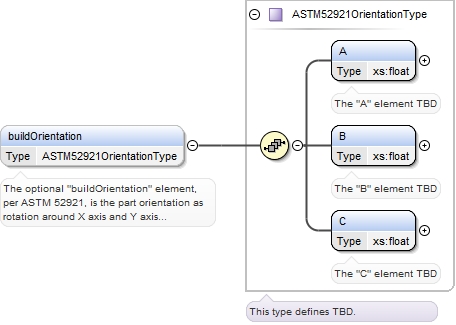 ASTM52921OrientationType
A
Type xs:float
The "A" element TBD
buildOrientation
Type ASTM52921OrientationType
The optional "buildOrientation" element,
per ASTM 52921, is the part orientation as
rotation around X axis and Y axis...
B
Type xs:float
The "B" element TBD
C
Type xs:float
The "C" element TBD
This type defines TBD.